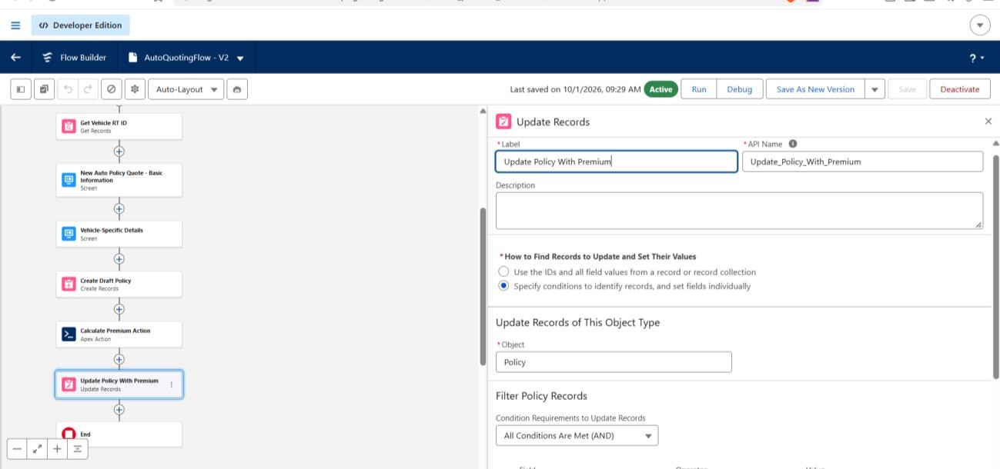 </> Developer Edition
Flow Builder
AutoQuotingFlow - V2
?
Auto-Layout
Last saved on 10/1/2026, 09:29 AM
Active
Run
Debug
Save As New Version
Save
Deactivate
Get Vehicle RT ID
Get Records
New Auto Policy Quote - Basic
Information
Screen
Vehicle-Specific Details
Screen
Create Draft Policy
Create Records
Calculate Premium Action
Apex Action
Update Policy With Premium
Update Records
End
Update Records
* Label
Update Policy With Premium
* API Name
Update_Policy_With_Premium
Description
* How to Find Records to Update and Set Their Values
Use the IDs and all field values from a record or record collection
Specify conditions to identify records, and set fields individually
Update Records of This Object Type
* Object
Policy
Filter Policy Records
Condition Requirements to Update Records
All Conditions Are Met (AND)